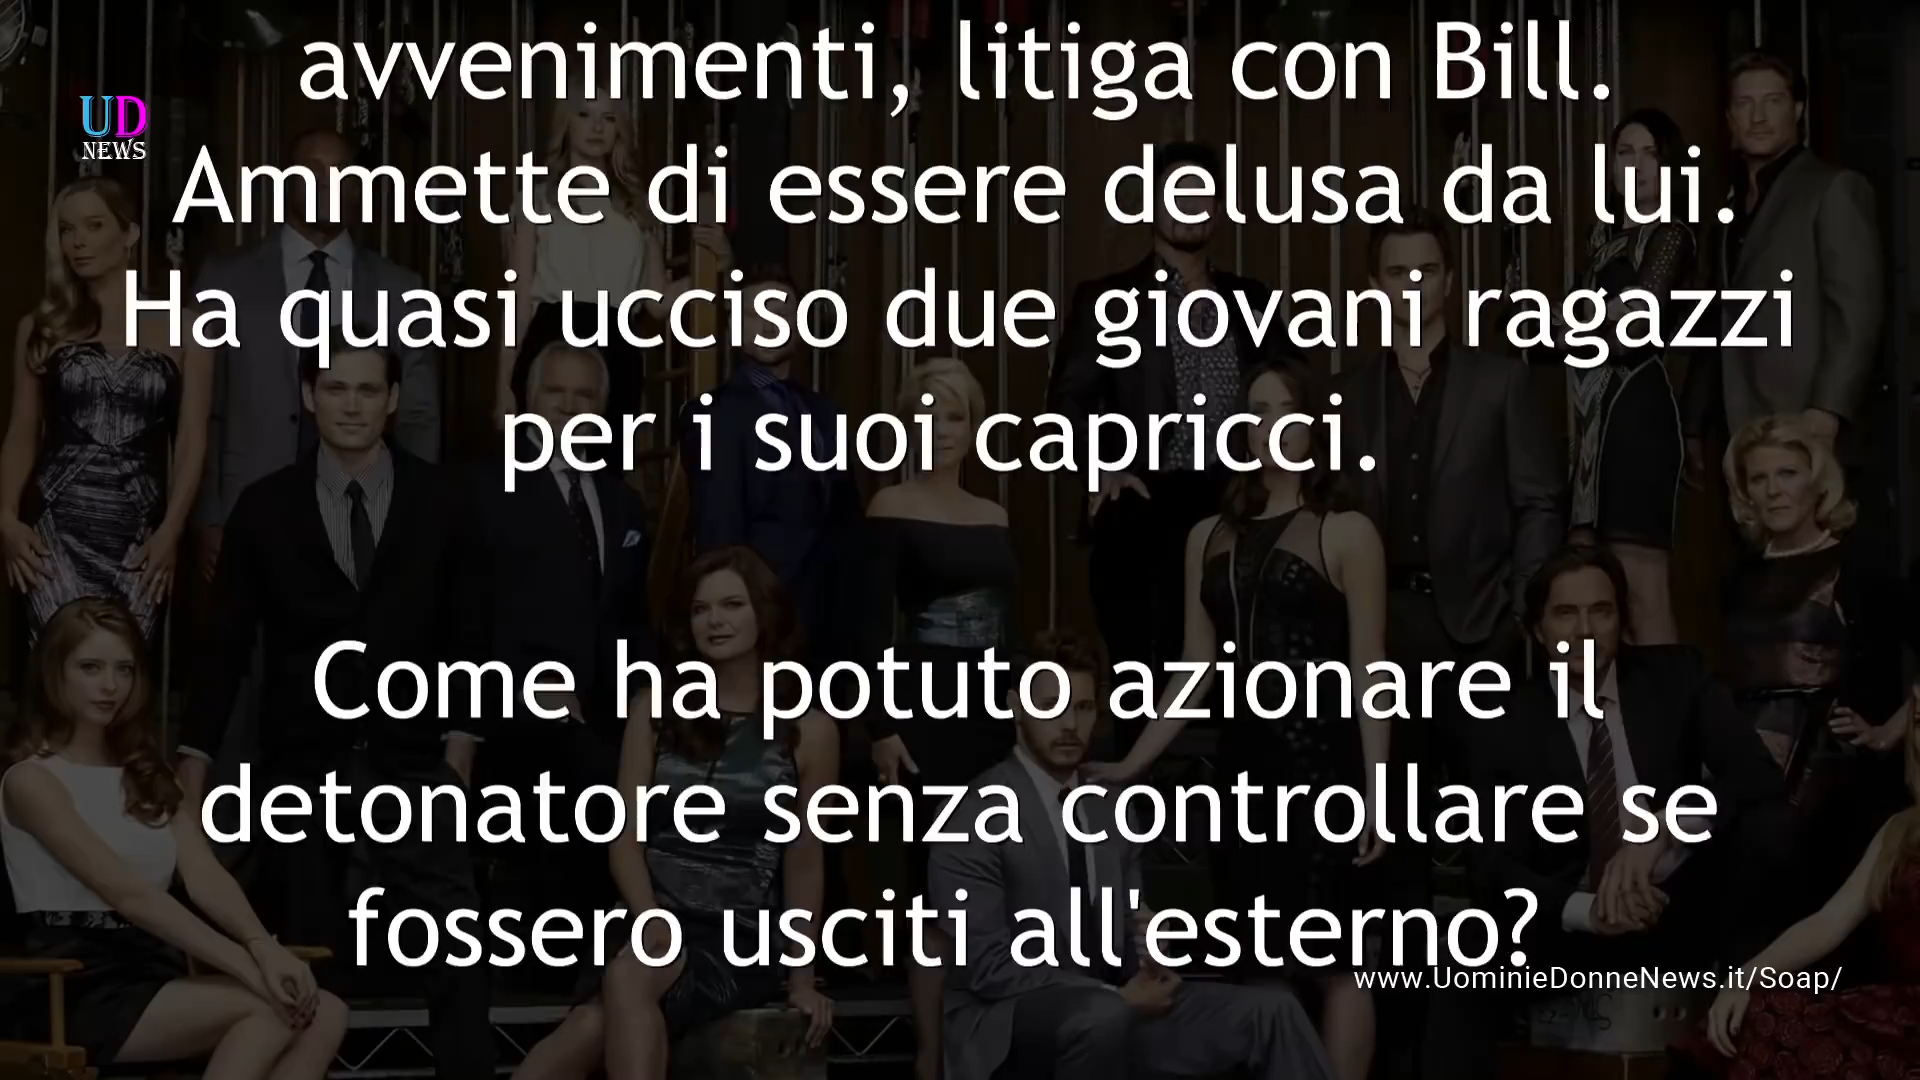 avvenimenti, litiga con Bill.
UD
NEWS
Ammette di essere delusa da lui.
Ha quasi ucciso due giovani ragazzi
per i suoi capricci.
Come ha potuto azionare il
detonatore senza controllare se
fossero usciti all'esterno?
www.UominieDonneNews.it/Soap/